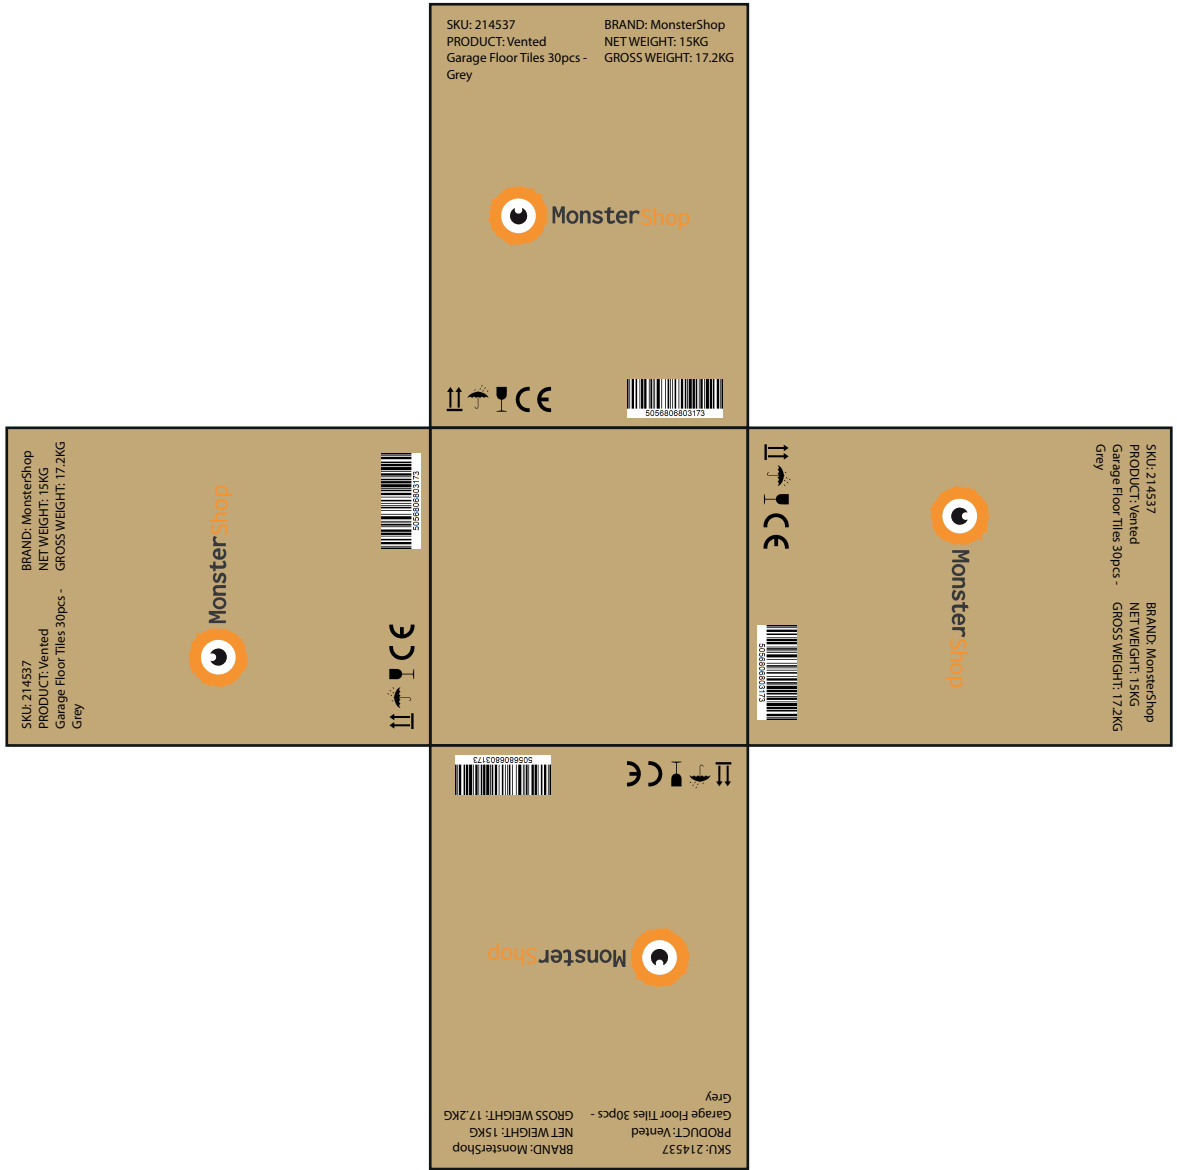 SKU: 214537
PRODUCT: Vented
Garage Floor Tiles 30pcs -
Grey
BRAND: MonsterShop
NET WEIGHT: 15KG
GROSS WEIGHT: 17.2KG
MonsterShop
CE
5056806803173
SKU: 214537
PRODUCT: Vented
Garage Floor Tiles 30pcs -
Grey
BRAND: MonsterShop
NET WEIGHT: 15KG
GROSS WEIGHT: 17.2KG
MonsterShop
CE
5056806803173
SKU: 214537
PRODUCT: Vented
Garage Floor Tiles 30pcs -
Grey
BRAND: MonsterShop
NET WEIGHT: 15KG
GROSS WEIGHT: 17.2KG
MonsterShop
CE
5056806803173
SKU: 214537
PRODUCT: Vented
Garage Floor Tiles 30pcs -
Grey
BRAND: MonsterShop
NET WEIGHT: 15KG
GROSS WEIGHT: 17.2KG
MonsterShop
CE
5056806803173